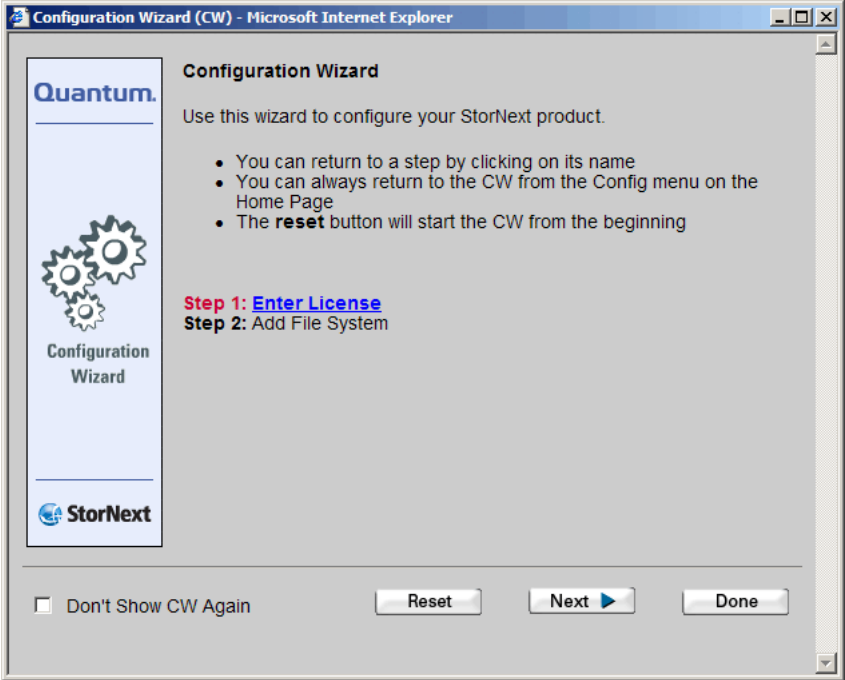 Configuration Wizard (CW) - Microsoft Internet Explorer
Quantum.
Configuration
Wizard
StorNext
Configuration Wizard
Use this wizard to configure your StorNext product.
• You can return to a step by clicking on its name
• You can always return to the CW from the Config menu on the
Home Page
• The reset button will start the CW from the beginning
Step 1: Enter License
Step 2: Add File System
Don't Show CW Again
Reset
Next
Done